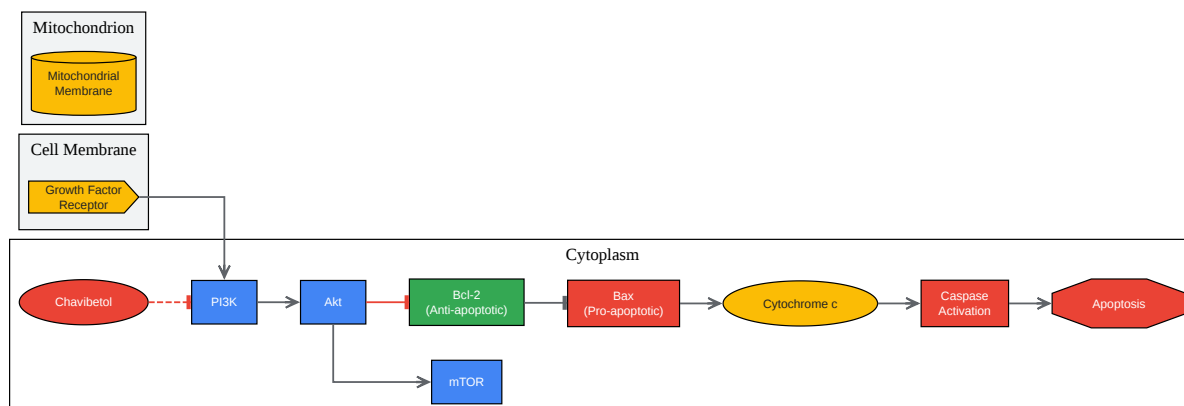 Mitochondrion
Mitochondrial
Membrane
Cell Membrane
Growth Factor
Receptor
Cytoplasm
Chavibetol
PI3K
Akt
Bcl-2
(Anti-apoptotic)
Bax
(Pro-apoptotic)
Cytochrome c
Caspase
Activation
Apoptosis
mTOR